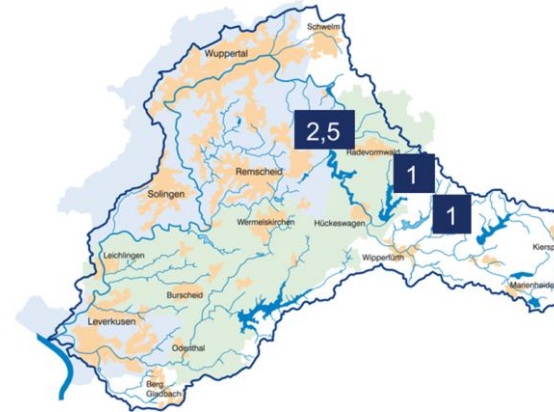 Schwelm
Wuppertal
2,5
Radevormwald
Remscheid
1
Solingen
1
Wermelskirchen
Hückeswagen
Kiersp
Leichlingen
Wipperfürth
Marienheide
Burscheid
Leverkusen
Odenthal
Berg.
Gladbach